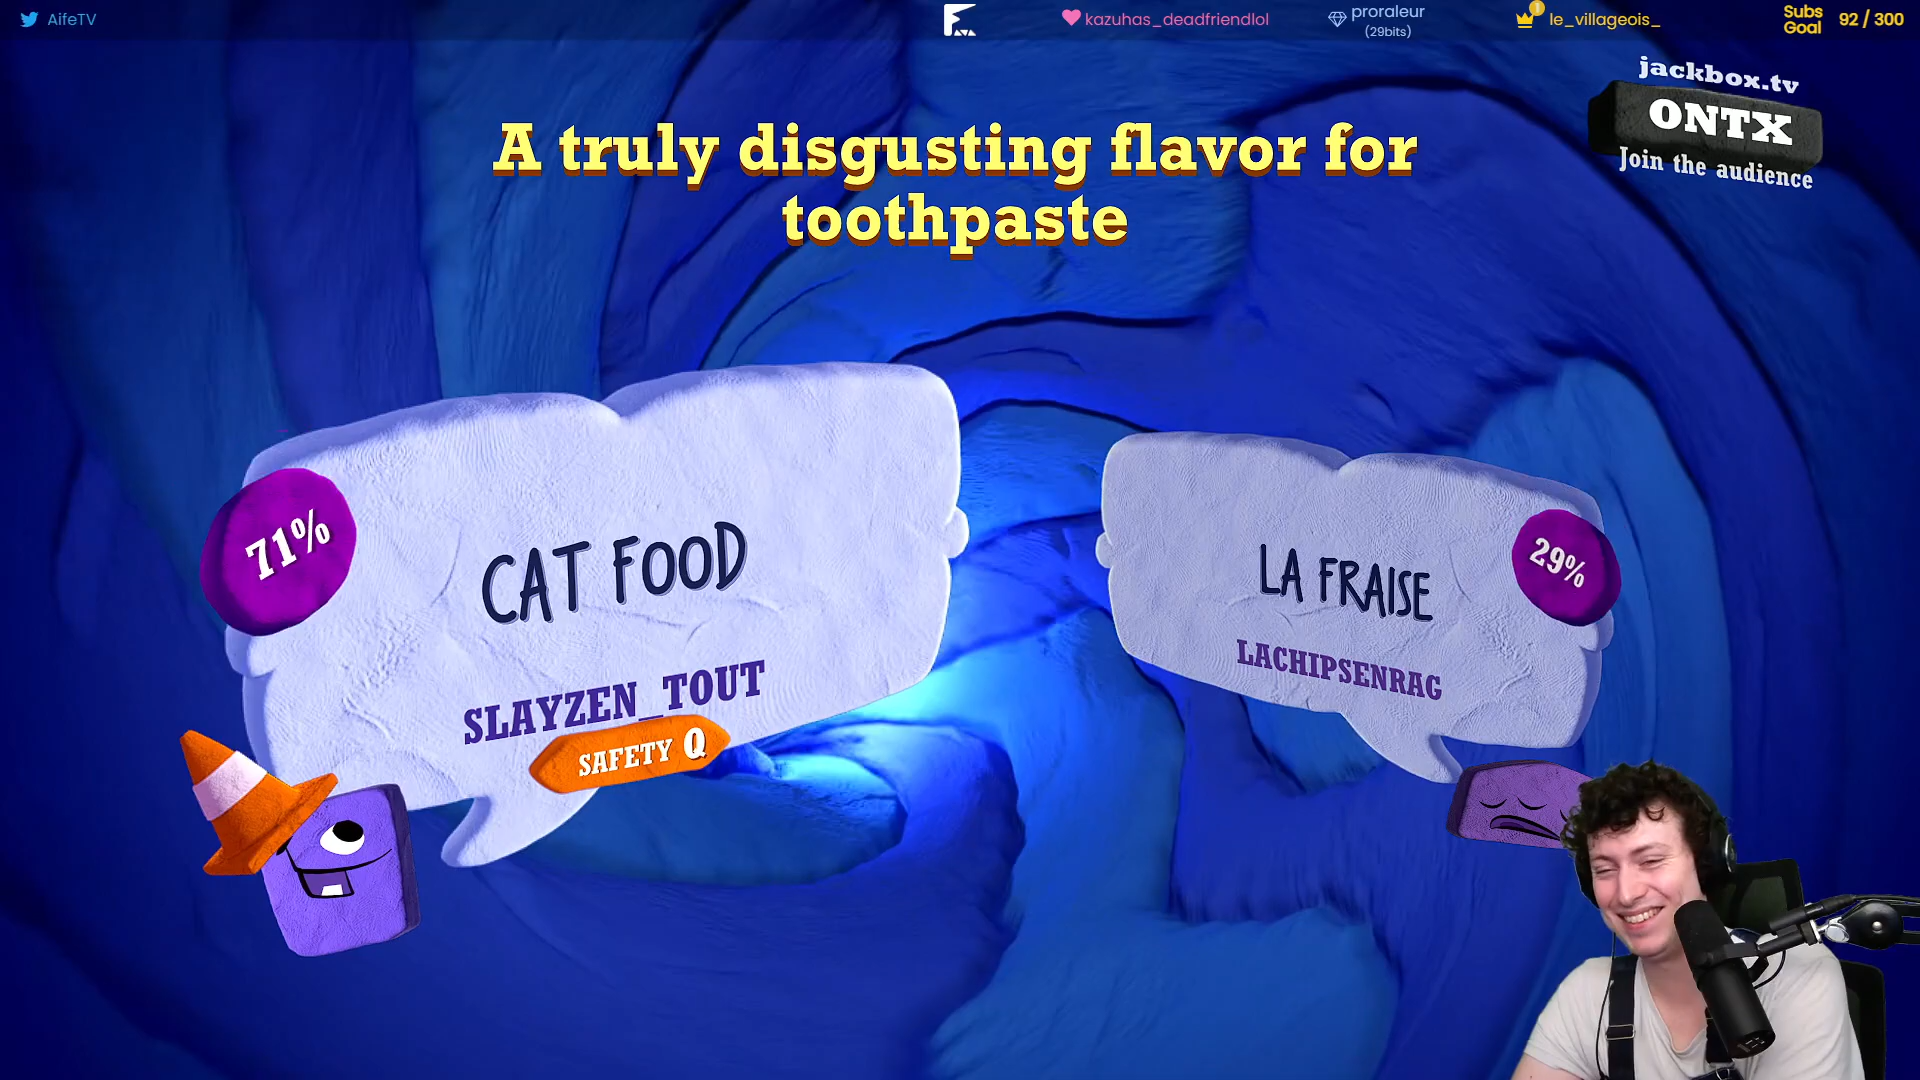 AifeTV
kazuhas_deadfriendlol
proraleur
(29bits)
1
le_villageois_
Subs
Goal
92 / 300
jackbox.tv
ONTX
Join the audience
A truly disgusting flavor for
toothpaste
71%
CAT FOOD
SLAYZEN_TOUT
SAFETY Q
29%
LA FRAISE
LACHIPSENRAG